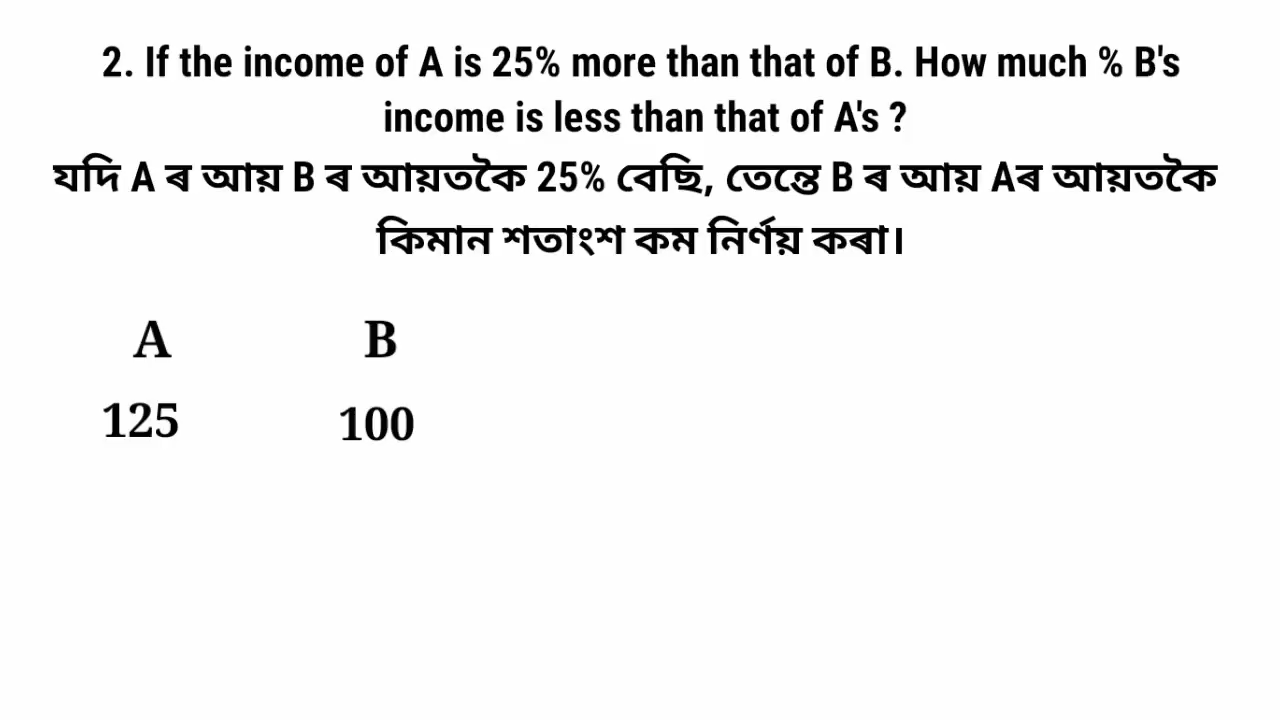 2. If the income of A is 25% more than that of B. How much % B's
income is less than that of A's ?
যদি A ৰ আয় B ৰ আয়তকৈ 25% বেছি, তেন্তে B ৰ আয় Aৰ আয়তকৈ
কিমান শতাংশ কম নিৰ্ণয় কৰা।
A B
125 100